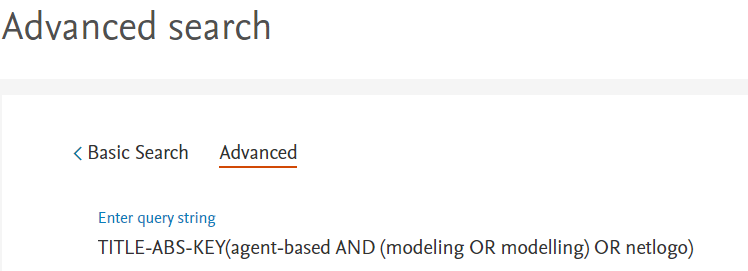 Advanced search
Basic Search Advanced
Enter query string
TITLE-ABS-KEY(agent-based AND (modeling OR modelling) OR netlogo)